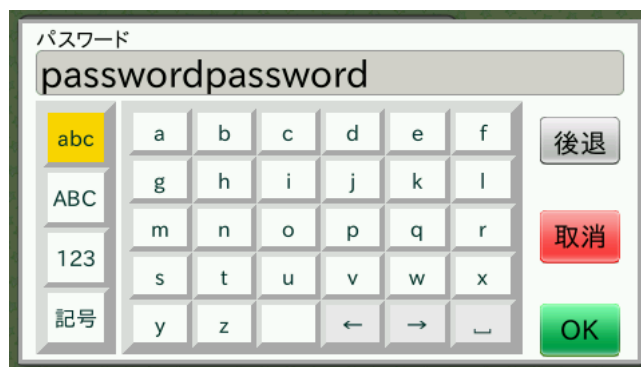 パスワード
passwordpassword
abc a b c d e f 後退
ABC g h i j k l
m n o p q r 取消
123 s t u v w x
記号 y z ← → ⎵ OK